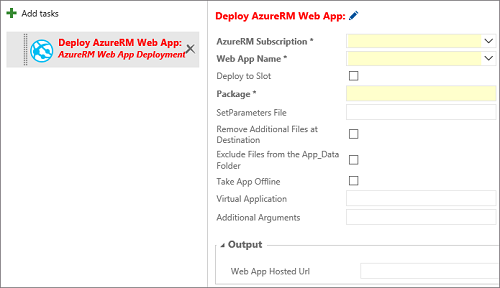 Add tasks
Deploy AzureRM Web App:
AzureRM Web App Deployment
Deploy AzureRM Web App:
AzureRM Subscription *
Web App Name *
Deploy to Slot
Package *
SetParameters File
Remove Additional Files at
Destination
Exclude Files from the App_Data
Folder
Take App Offline
Virtual Application
Additional Arguments
Output
Web App Hosted Url